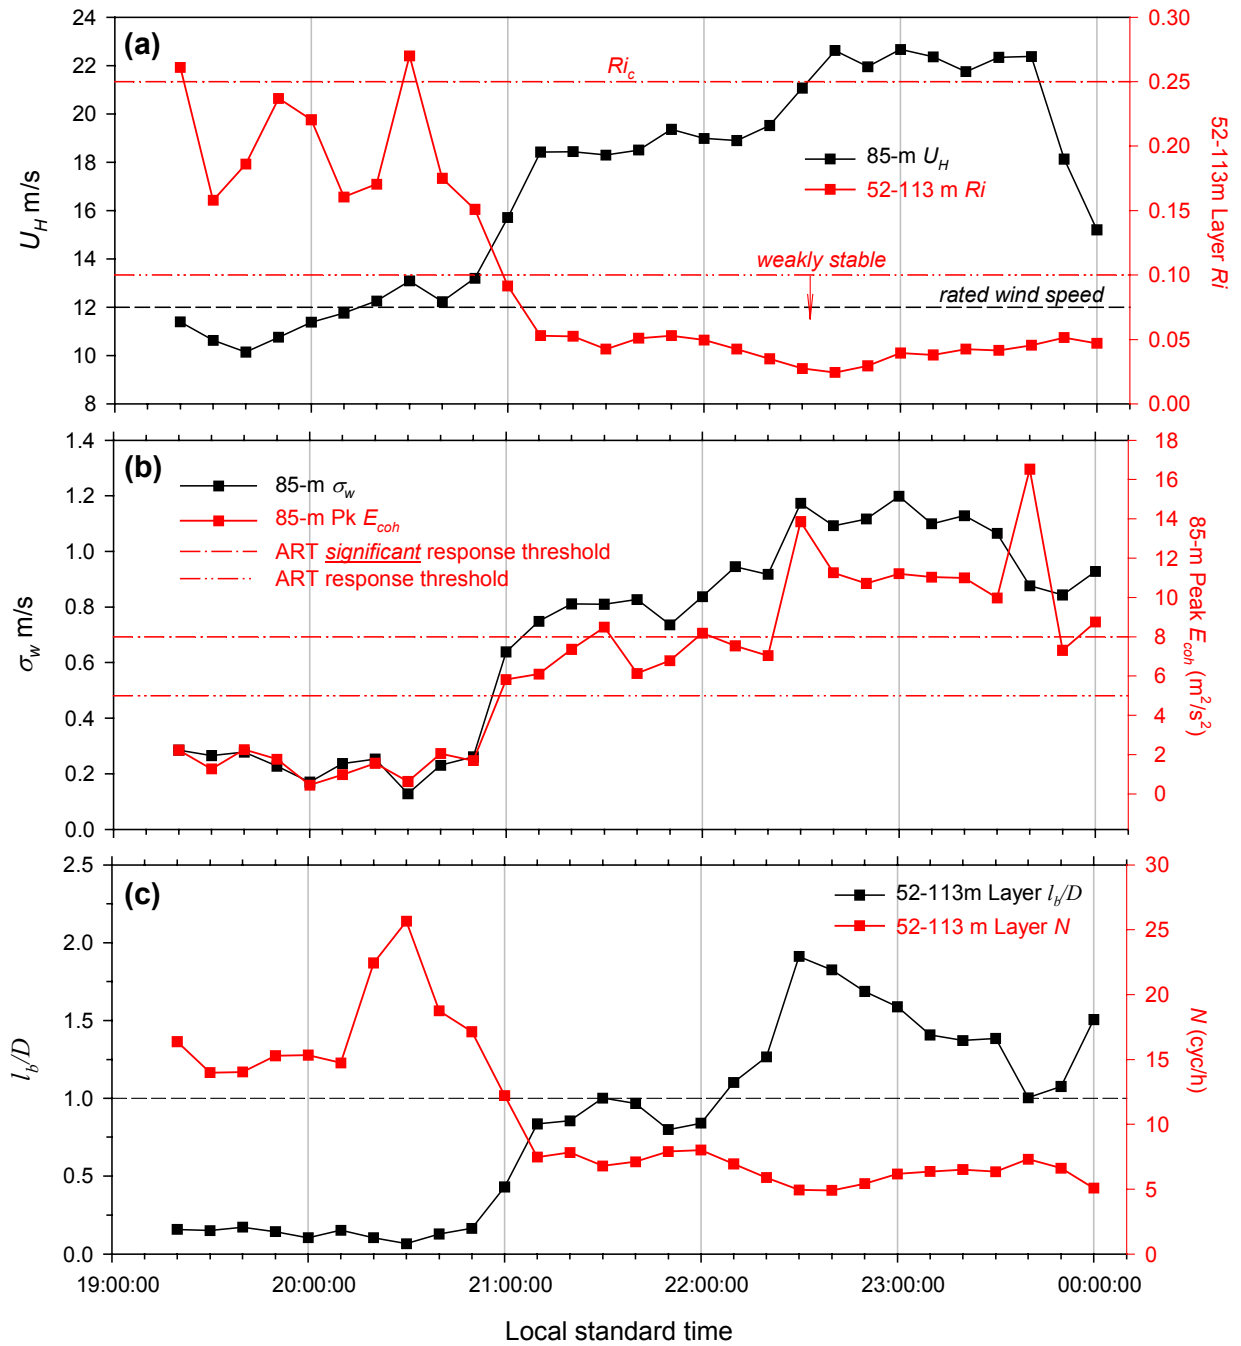 (a)
24
22
20
18
16
14
12
10
8
U_H m/s
0.30
0.25
0.20
0.15
0.10
0.05
0.00
52-113m Layer Ri
Ri_c
85-m U_H
52-113 m Ri
weakly stable
rated wind speed
(b)
1.4
1.2
1.0
0.8
0.6
0.4
0.2
0.0
σ_w m/s
18
16
14
12
10
8
6
4
2
0
85-m Peak E_coh (m²/s²)
85-m σ_w
85-m Pk E_coh
ART significant response threshold
ART response threshold
(c)
2.5
2.0
1.5
1.0
0.5
0.0
l_b/D
30
25
20
15
10
5
0
N (cyc/h)
52-113m Layer l_b/D
52-113 m Layer N
19:00:00 20:00:00 21:00:00 22:00:00 23:00:00 00:00:00
Local standard time